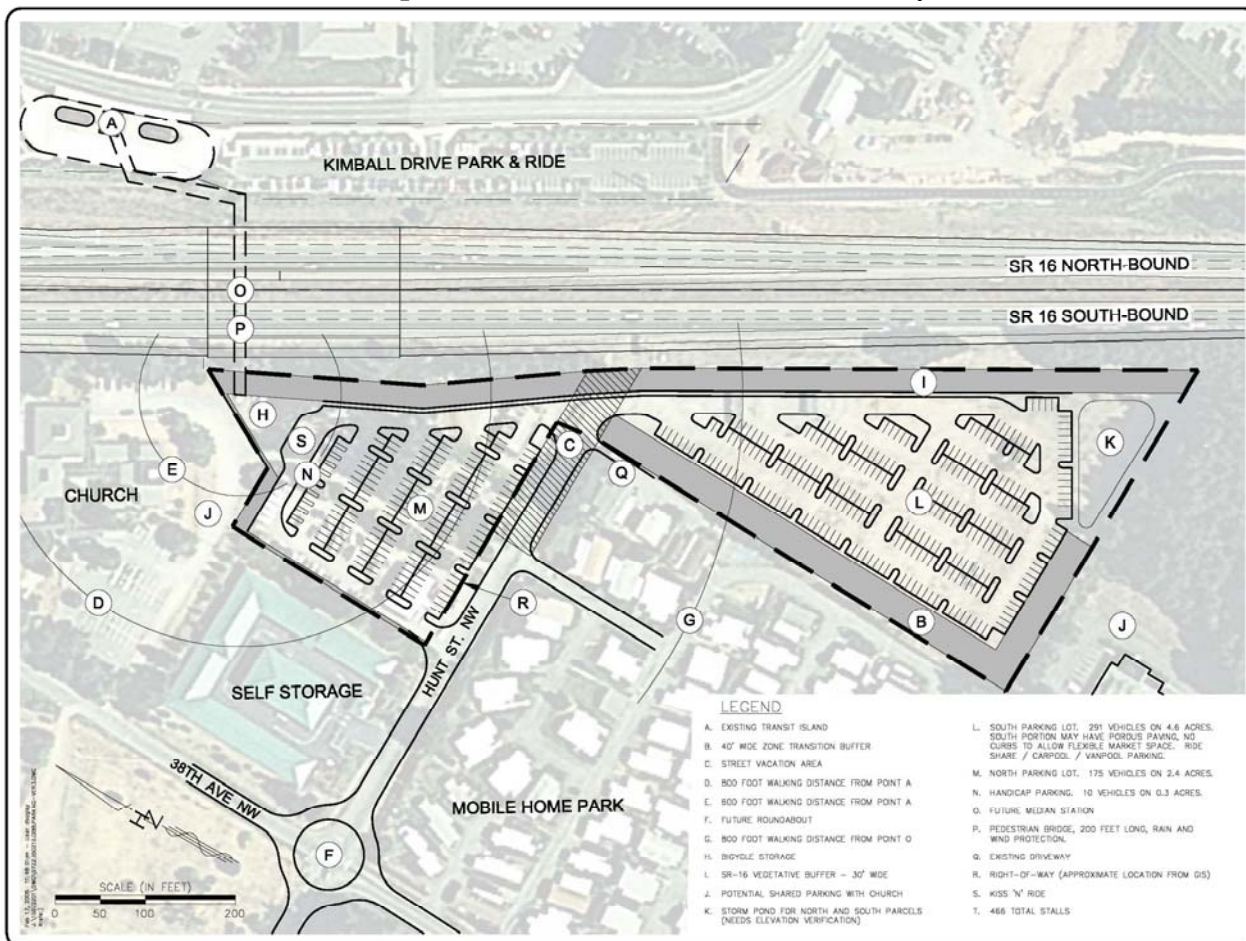 A
KIMBALL DRIVE PARK & RIDE
O
SR 16 NORTH-BOUND
P
SR 16 SOUTH-BOUND
I
H
S
C
K
E
N
Q
CHURCH
J
M
L
D
R
G
B
J
HUNT ST. NW
SELF STORAGE
38TH AVE NW
MOBILE HOME PARK
F
N
SCALE (IN FEET)
0 50 100 200
LEGEND
A. EXISTING TRANSIT ISLAND
B. 40' WIDE ZONE TRANSITION BUFFER
C. STREET VACATION AREA
D. 800 FOOT WALKING DISTANCE FROM POINT A
E. 600 FOOT WALKING DISTANCE FROM POINT A
F. FUTURE ROUNDABOUT
G. 800 FOOT WALKING DISTANCE FROM POINT O
H. BICYCLE STORAGE
I. SR-16 VEGETATIVE BUFFER - 30' WIDE
J. POTENTIAL SHARED PARKING WITH CHURCH
K. STORM POND FOR NORTH AND SOUTH PARCELS
(NEEDS ELEVATION VERIFICATION)
L. SOUTH PARKING LOT. 291 VEHICLES ON 4.6 ACRES.
SOUTH PORTION MAY HAVE POROUS PAVING, NO
CURBS TO ALLOW FLEXIBLE MARKET SPACE. RIDE
SHARE / CARPOOL / VANPOOL PARKING.
M. NORTH PARKING LOT. 175 VEHICLES ON 2.4 ACRES.
N. HANDICAP PARKING. 10 VEHICLES ON 0.3 ACRES.
O. FUTURE MEDIAN STATION
P. PEDESTRIAN BRIDGE, 200 FEET LONG, RAIN AND
WIND PROTECTION.
Q. EXISTING DRIVEWAY
R. RIGHT-OF-WAY (APPROXIMATE LOCATION FROM GIS)
S. KISS 'N' RIDE
T. 466 TOTAL STALLS